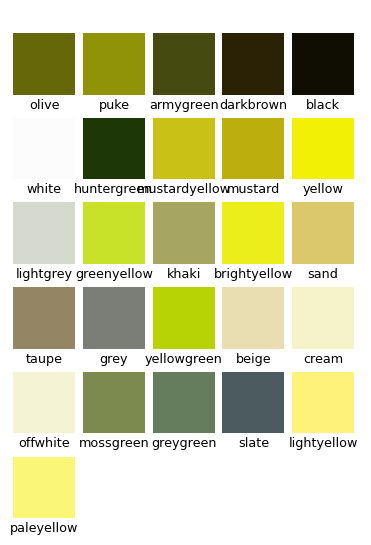 olive puke armygreen darkbrown black
white huntergreen mustardyellow mustard yellow
lightgrey greenyellow khaki brightyellow sand
taupe grey yellowgreen beige cream
offwhite mossgreen greygreen slate lightyellow
paleyellow